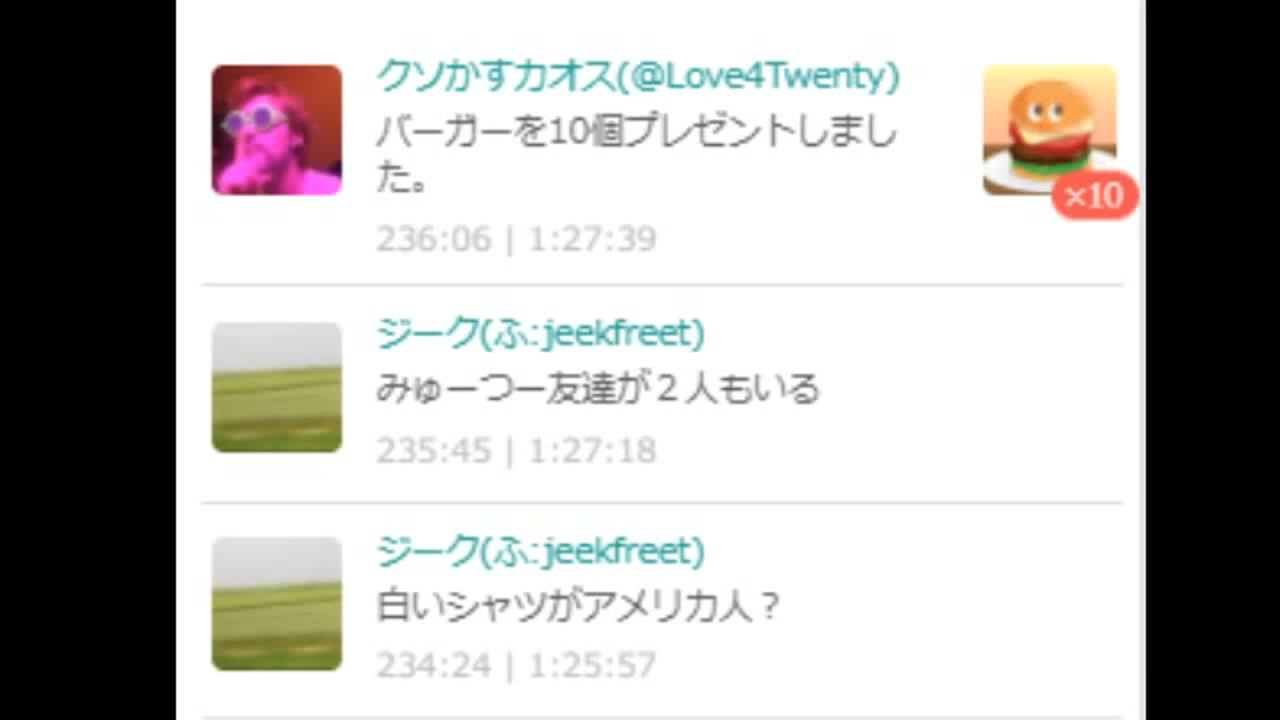 クソかすカオス(@Love4Twenty)
バーガーを10個プレゼントしまし
た。
×10
236:06 | 1:27:39
ジーク(ふ:jeekfreet)
みゅーつー友達が２人もいる
235:45 | 1:27:18
ジーク(ふ:jeekfreet)
白いシャツがアメリカ人？
234:24 | 1:25:57